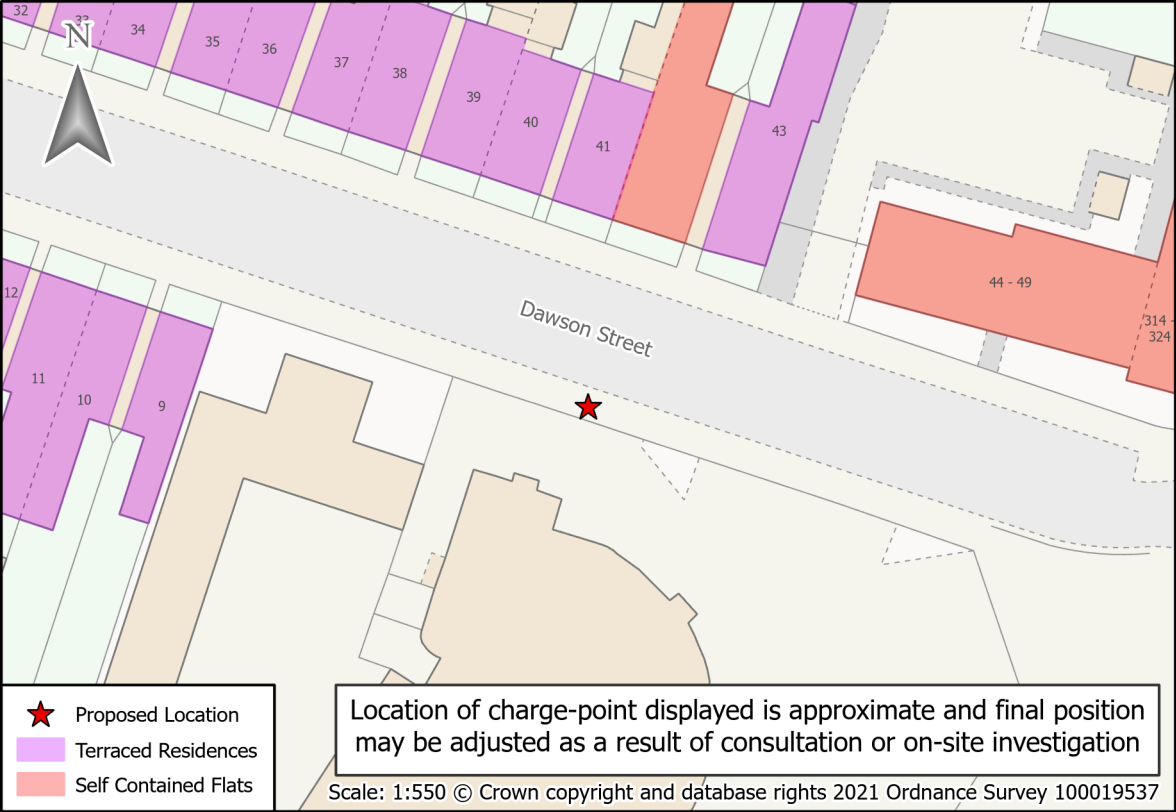 32
33
34
35
36
37
38
39
40
41
43
N
44 - 49
314 -
324
Dawson Street
12
11
10
9
Proposed Location
Terraced Residences
Self Contained Flats
Location of charge-point displayed is approximate and final position
may be adjusted as a result of consultation or on-site investigation
Scale: 1:550 © Crown copyright and database rights 2021 Ordnance Survey 100019537